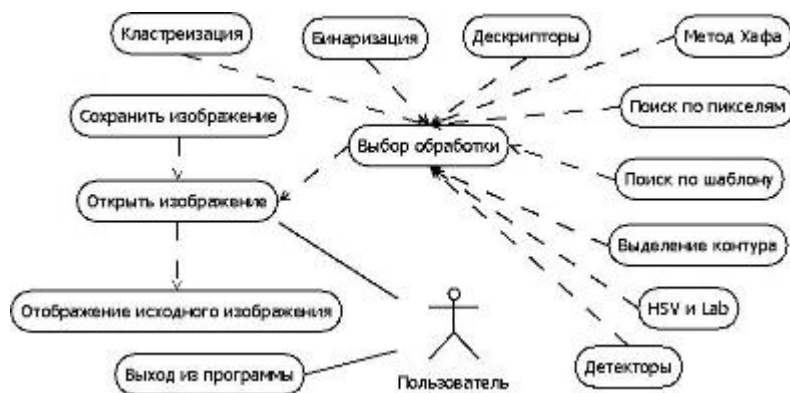 Кластреизация
Бинаризация
Дескрипторы
Метод Хафа
Сохранить изображение
Поиск по пикселям
Выбор обработки
Поиск по шаблону
Открыть изображение
Выделение контура
Отображение исходного изображения
HSV и Lab
Детекторы
Выход из программы
Пользователь